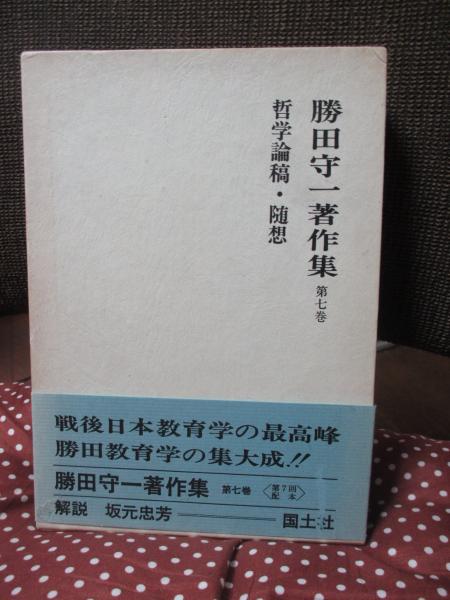 勝田守一著作集 第七巻
哲学論稿・随想
戦後日本教育学の最高峰
勝田教育学の集大成!!
勝田守一著作集 第七巻 〈第7回配本〉
解説 坂元忠芳 国土社